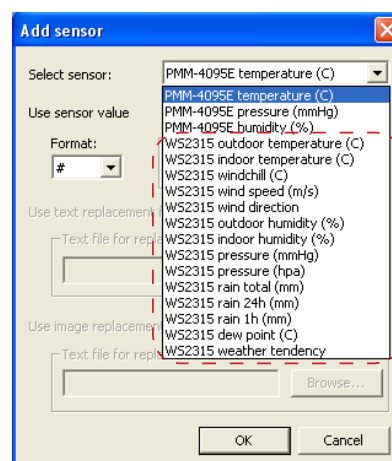 Add sensor
Select sensor:
PMM-4095E temperature (C)
PMM-4095E temperature (C)
PMM-4095E pressure (mmHg)
PMM-4095E humidity (%)
WS2315 outdoor temperature (C)
WS2315 indoor temperature (C)
WS2315 windchill (C)
WS2315 wind speed (m/s)
WS2315 wind direction
WS2315 outdoor humidity (%)
WS2315 indoor humidity (%)
WS2315 pressure (mmHg)
WS2315 pressure (hpa)
WS2315 rain total (mm)
WS2315 rain 24h (mm)
WS2315 rain 1h (mm)
WS2315 dew point (C)
WS2315 weather tendency
Use sensor value
Format:
#
Use text replacement
Text file for repla
Use image replacement
Text file for repla
Browse...
OK
Cancel